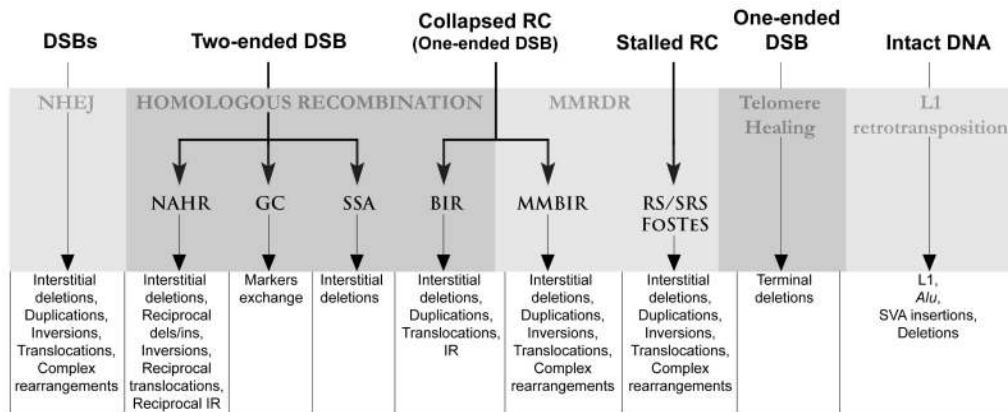 DSBs
Two-ended DSB
Collapsed RC
(One-ended DSB)
Stalled RC
One-ended
DSB
Intact DNA
NHEJ
HOMOLOGOUS RECOMBINATION
MMRDR
Telomere
Healing
L1
retrotransposition
NAHR
GC
SSA
BIR
MMBIR
RS/SRS
FOSTES
Interstitial
deletions,
Duplications,
Inversions,
Translocations,
Complex
rearrangements
Interstitial
deletions,
Reciprocal
dels/ins,
Inversions,
Reciprocal
translocations,
Reciprocal IR
Markers
exchange
Interstitial
deletions
Interstitial
deletions,
Duplications,
Translocations,
IR
Interstitial
deletions,
Duplications,
Inversions,
Translocations,
Complex
rearrangements
Interstitial
deletions,
Duplications,
Inversions,
Translocations,
Complex
rearrangements
Terminal
deletions
L1,
Alu,
SVA insertions,
Deletions